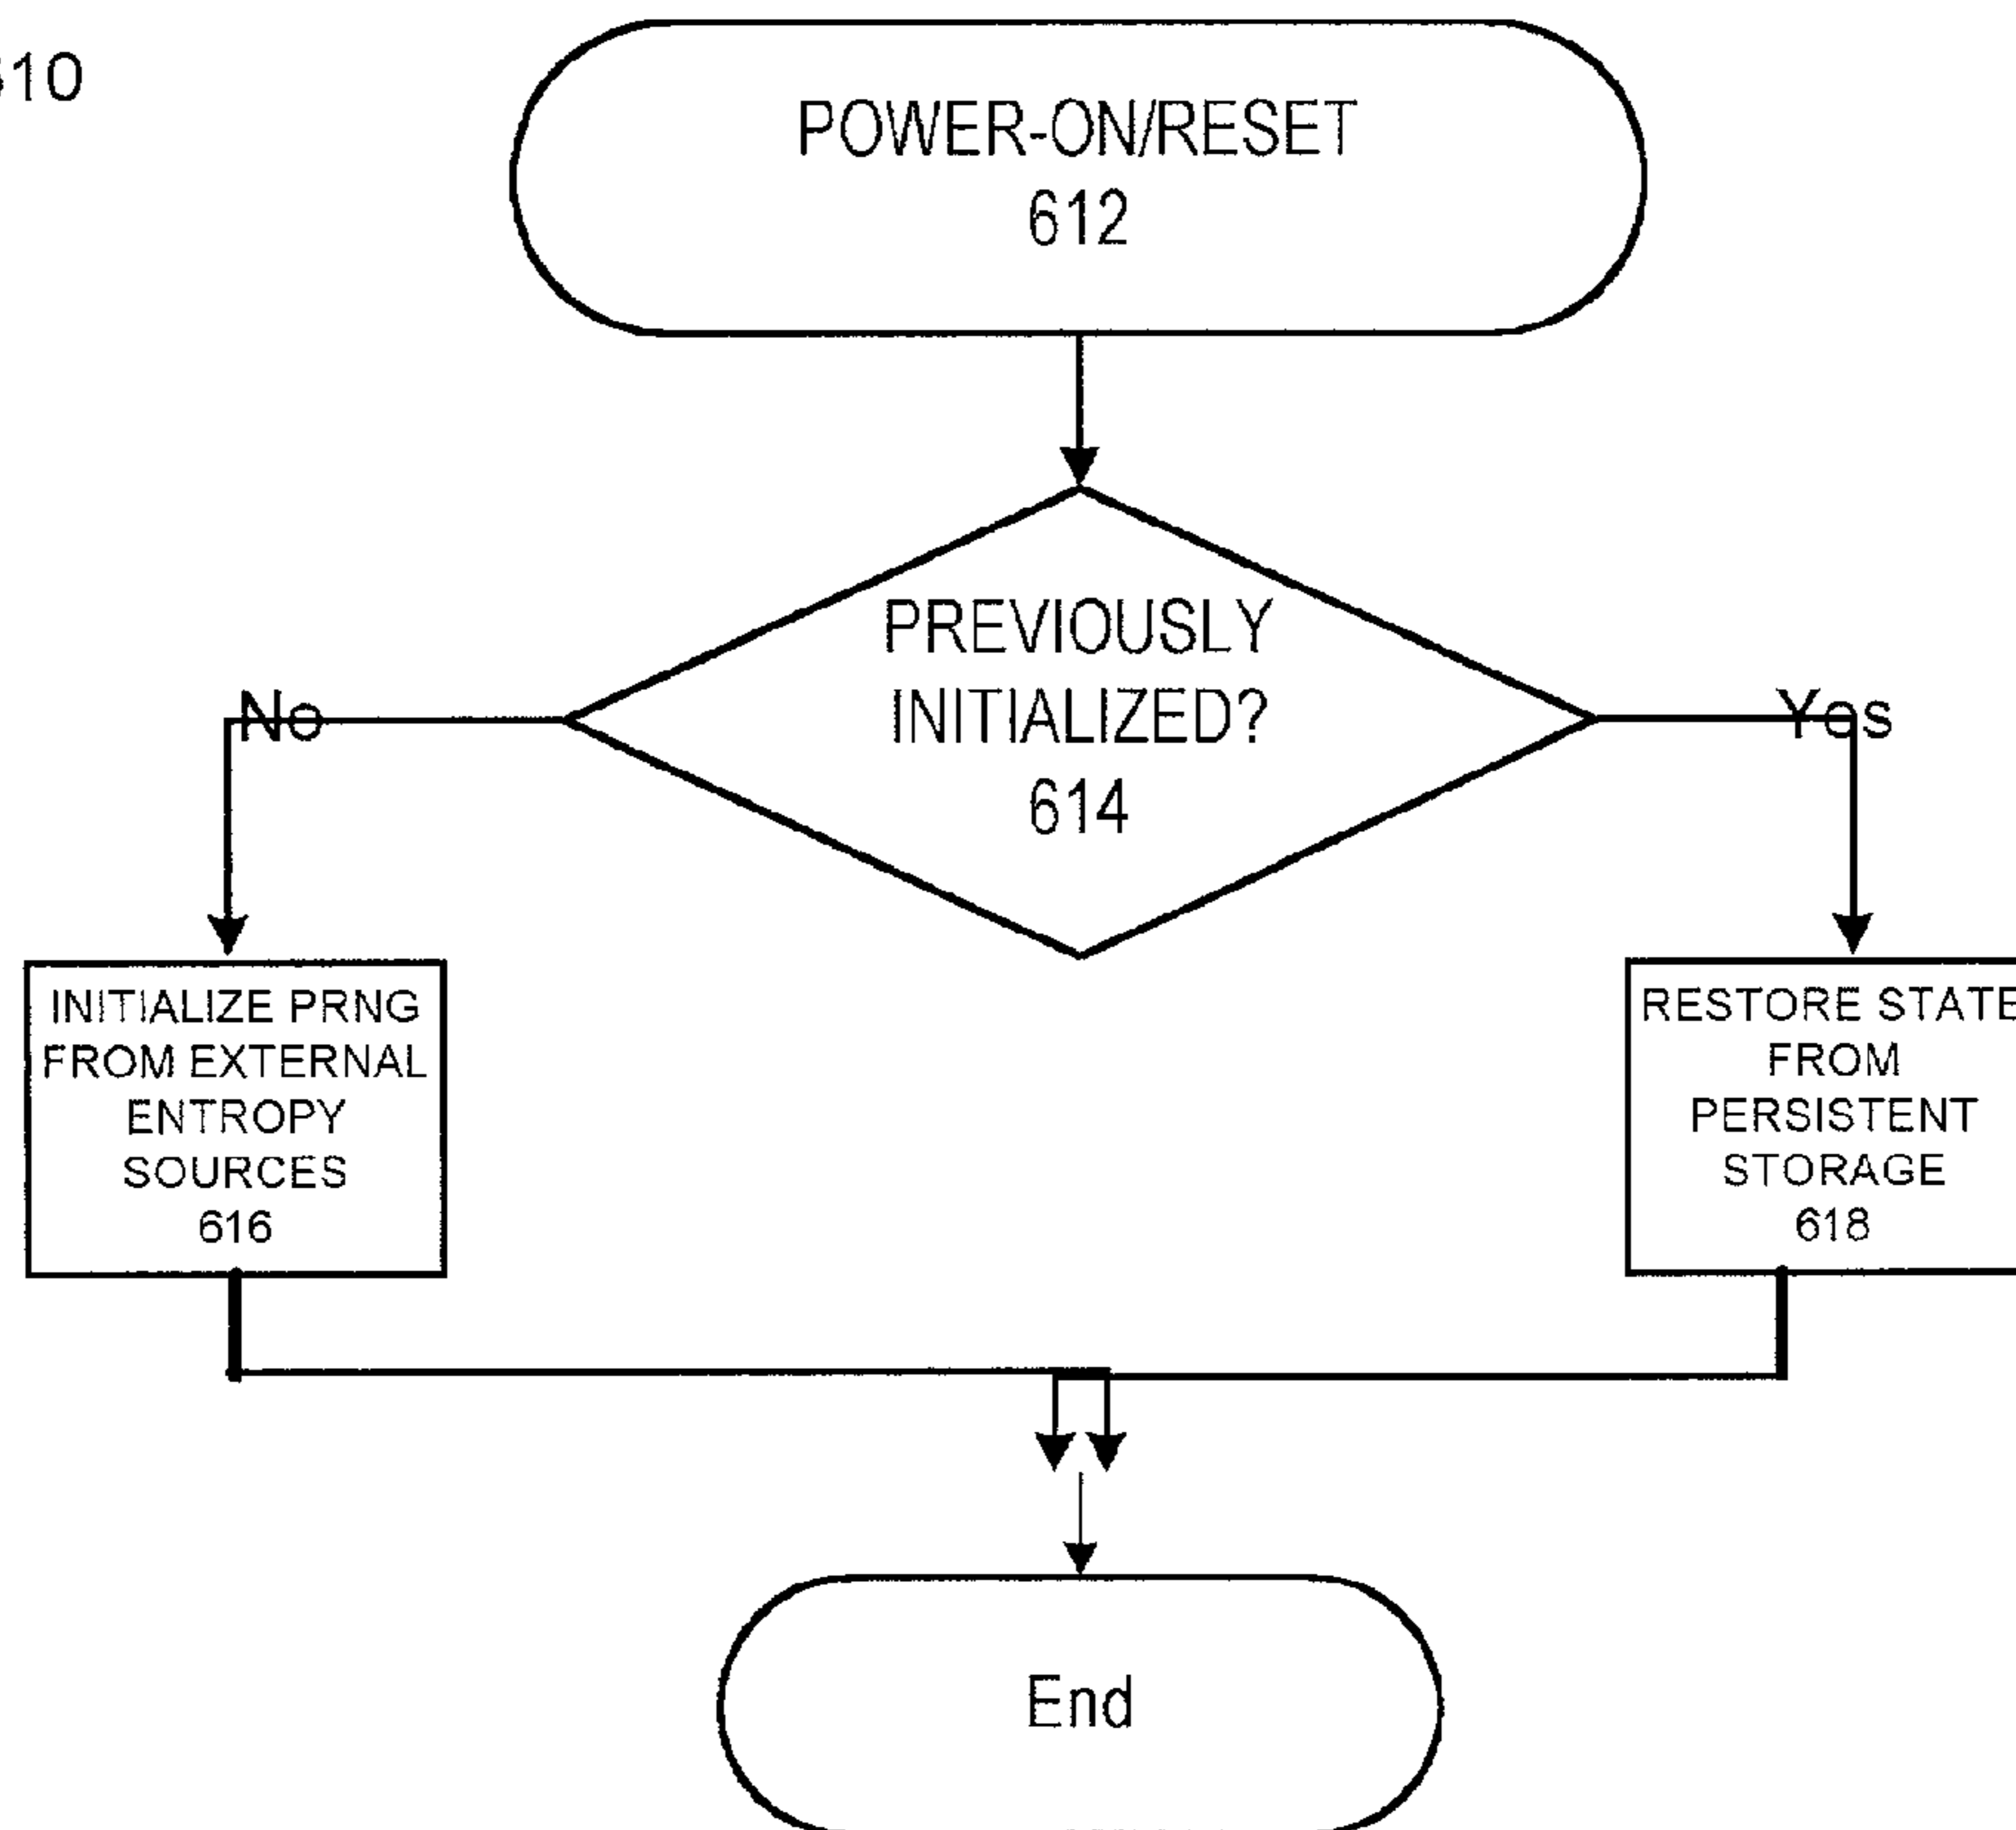 610
POWER-ON/RESET
612
PREVIOUSLY
INITIALIZED?
614
No
Yes
INITIALIZE PRNG
FROM EXTERNAL
ENTROPY
SOURCES
616
RESTORE STATE
FROM
PERSISTENT
STORAGE
618
End